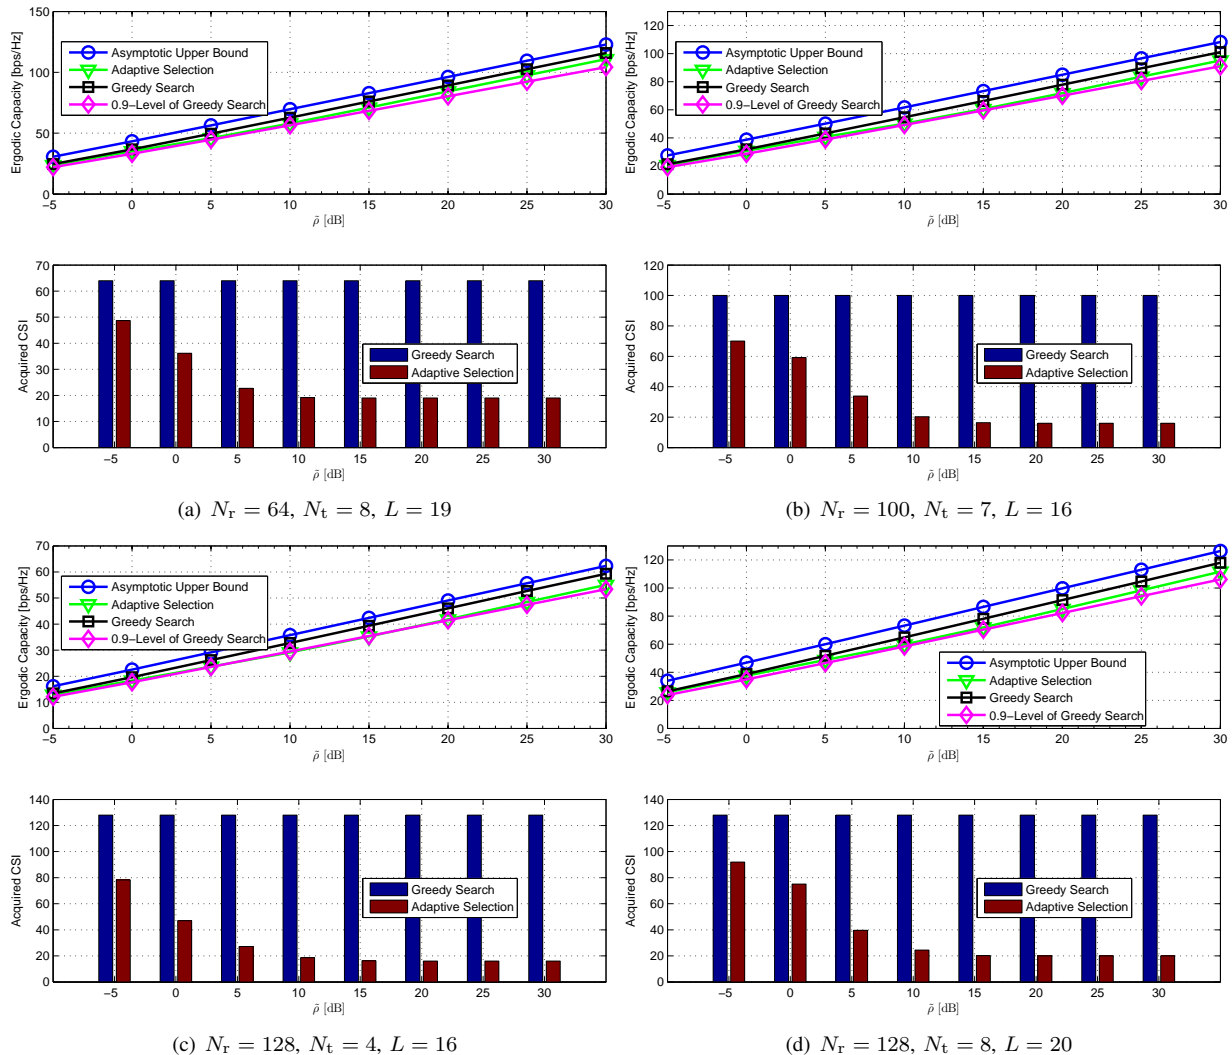 Ergodic Capacity [bps/Hz]
150
100
50
0
Asymptotic Upper Bound
Adaptive Selection
Greedy Search
0.9−Level of Greedy Search
−5 0 5 10 15 20 25 30
ρ̃ [dB]
Ergodic Capacity [bps/Hz]
120
100
80
60
40
20
0
Asymptotic Upper Bound
Adaptive Selection
Greedy Search
0.9−Level of Greedy Search
−5 0 5 10 15 20 25 30
ρ̃ [dB]
Acquired CSI
70
60
50
40
30
20
10
0
Greedy Search
Adaptive Selection
−5 0 5 10 15 20 25 30
ρ̃ [dB]
(a) Nr = 64, Nt = 8, L = 19
Acquired CSI
120
100
80
60
40
20
0
Greedy Search
Adaptive Selection
−5 0 5 10 15 20 25 30
ρ̃ [dB]
(b) Nr = 100, Nt = 7, L = 16
Ergodic Capacity [bps/Hz]
70
60
50
40
30
20
10
0
Asymptotic Upper Bound
Adaptive Selection
Greedy Search
0.9−Level of Greedy Search
−5 0 5 10 15 20 25 30
ρ̃ [dB]
Ergodic Capacity [bps/Hz]
120
100
80
60
40
20
0
Asymptotic Upper Bound
Adaptive Selection
Greedy Search
0.9−Level of Greedy Search
−5 0 5 10 15 20 25 30
ρ̃ [dB]
Acquired CSI
140
120
100
80
60
40
20
0
Greedy Search
Adaptive Selection
−5 0 5 10 15 20 25 30
ρ̃ [dB]
(c) Nr = 128, Nt = 4, L = 16
Acquired CSI
140
120
100
80
60
40
20
0
Greedy Search
Adaptive Selection
−5 0 5 10 15 20 25 30
ρ̃ [dB]
(d) Nr = 128, Nt = 8, L = 20